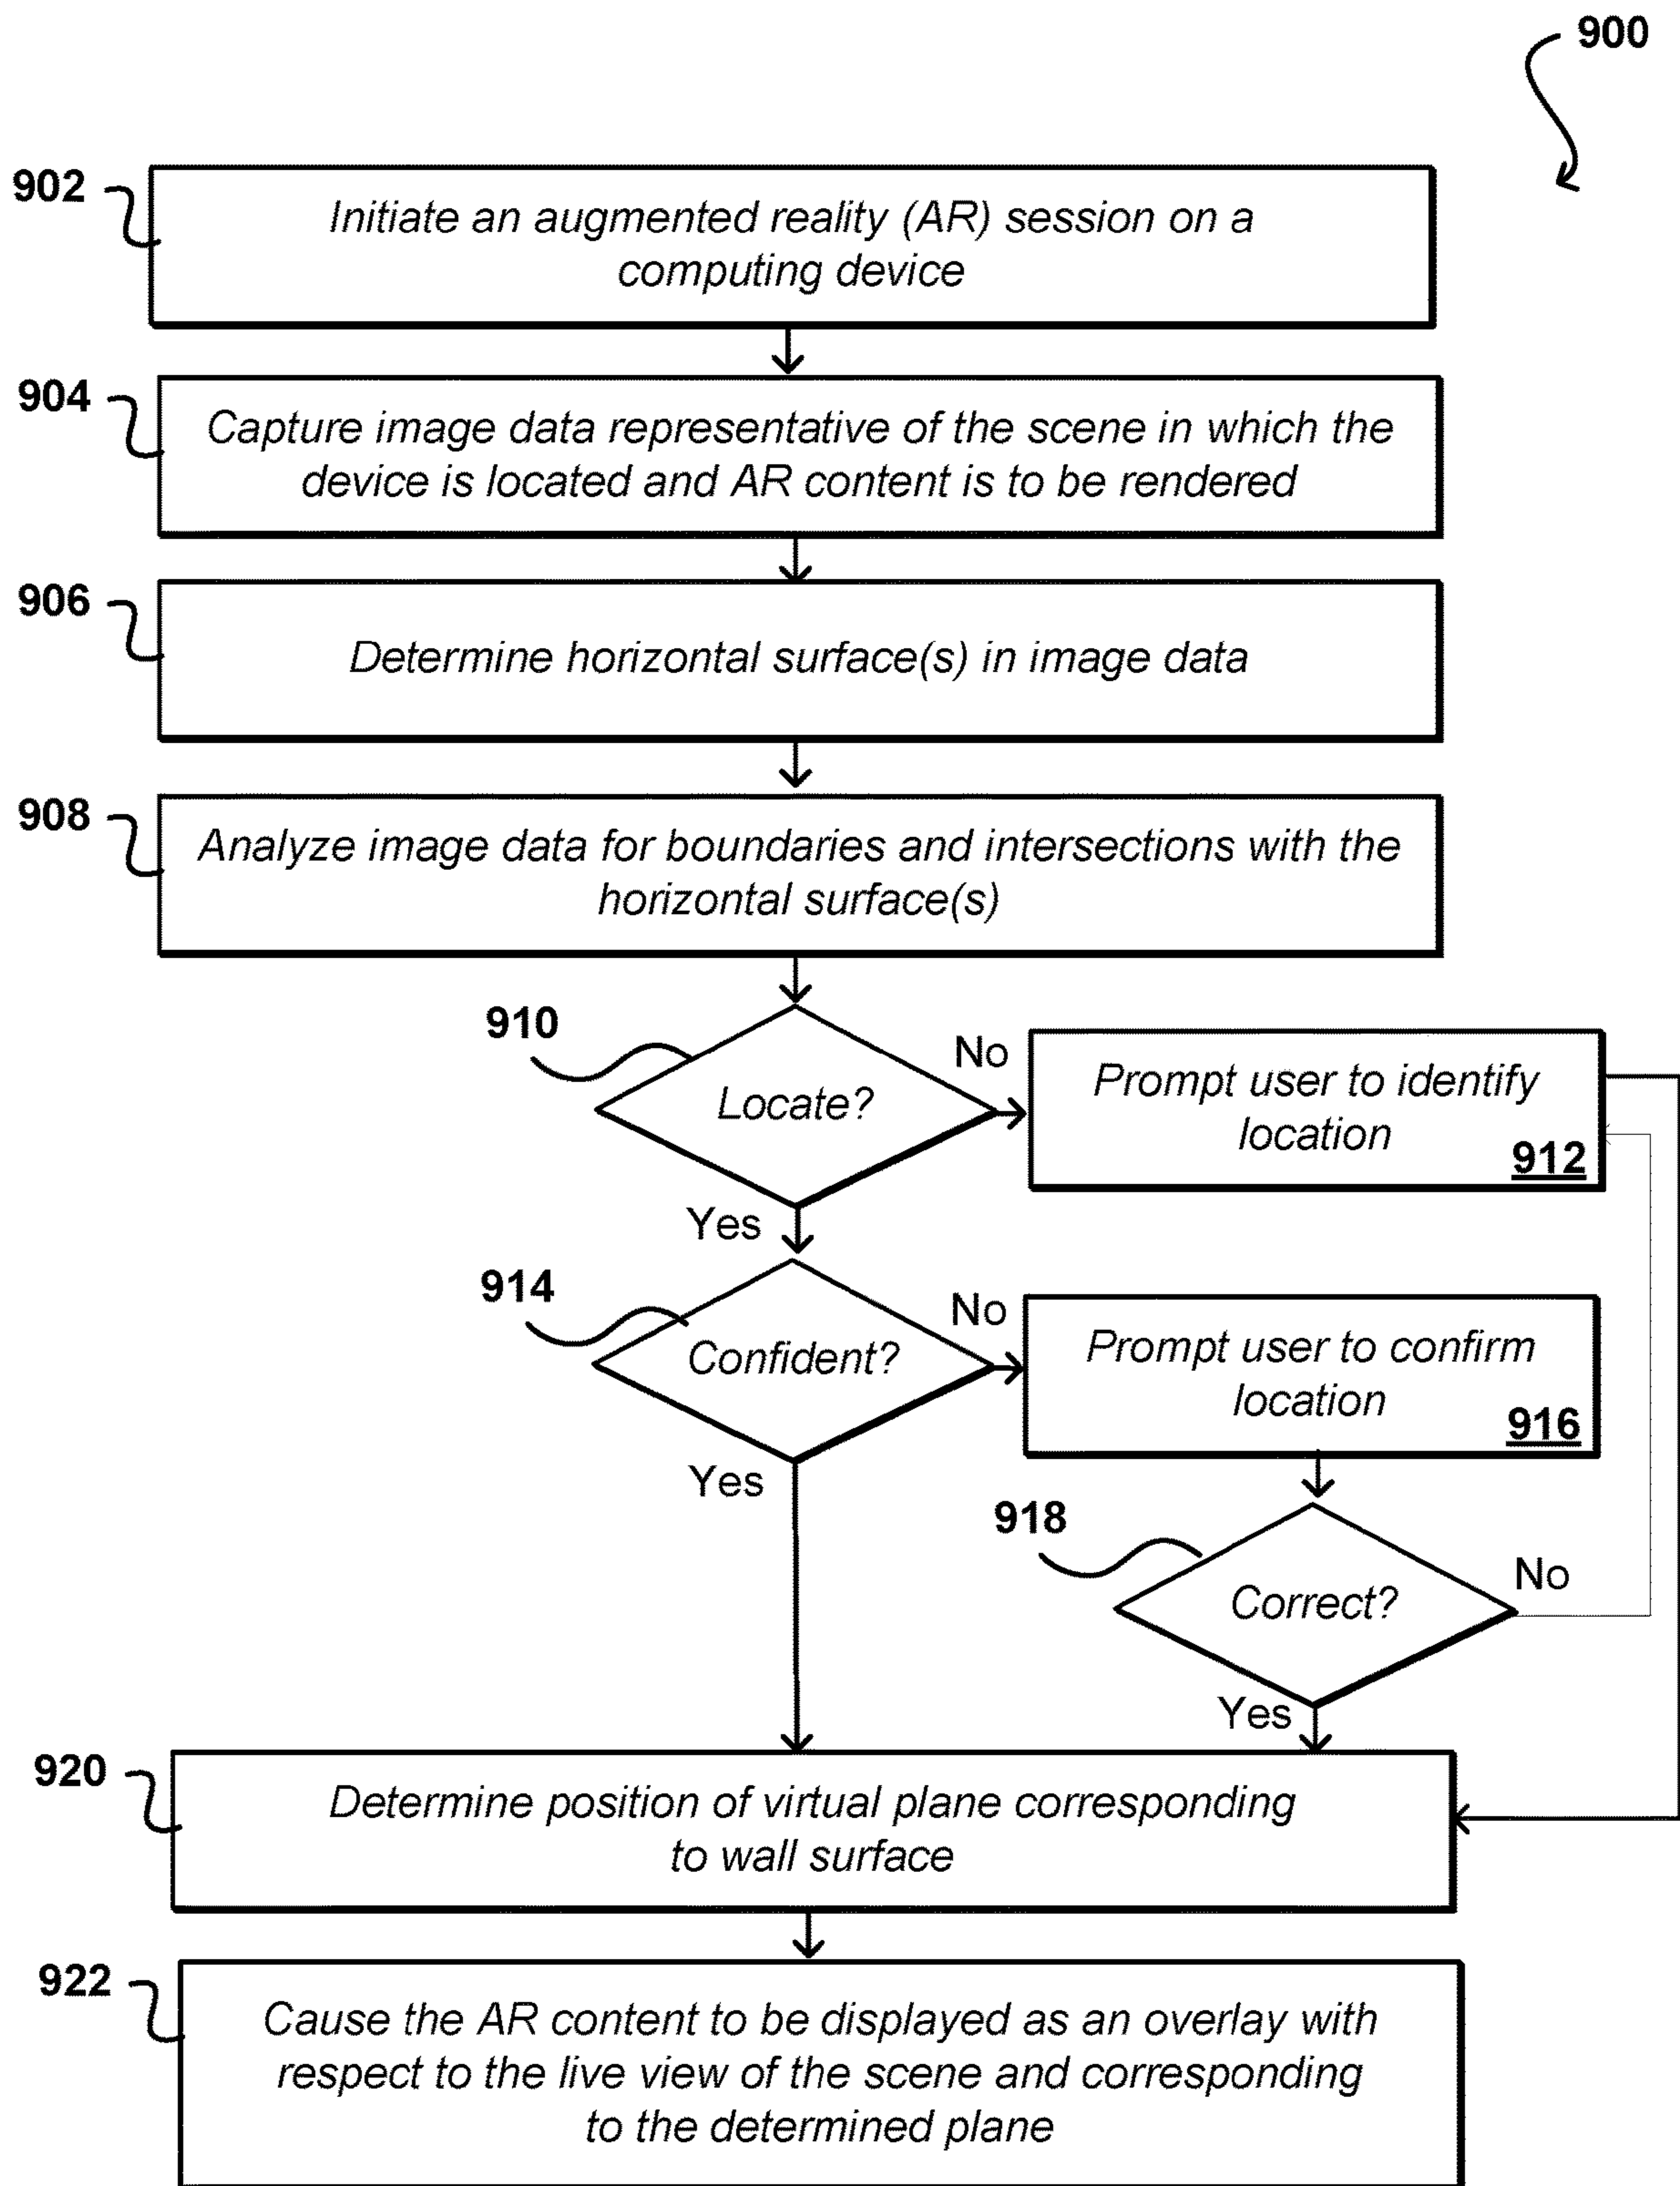 900
902
Initiate an augmented reality (AR) session on a
computing device
904
Capture image data representative of the scene in which the
device is located and AR content is to be rendered
906
Determine horizontal surface(s) in image data
908
Analyze image data for boundaries and intersections with the
horizontal surface(s)
910
Locate?
No
Prompt user to identify
location
912
Yes
914
Confident?
No
Prompt user to confirm
location
916
Yes
918
Correct?
No
Yes
920
Determine position of virtual plane corresponding
to wall surface
922
Cause the AR content to be displayed as an overlay with
respect to the live view of the scene and corresponding
to the determined plane